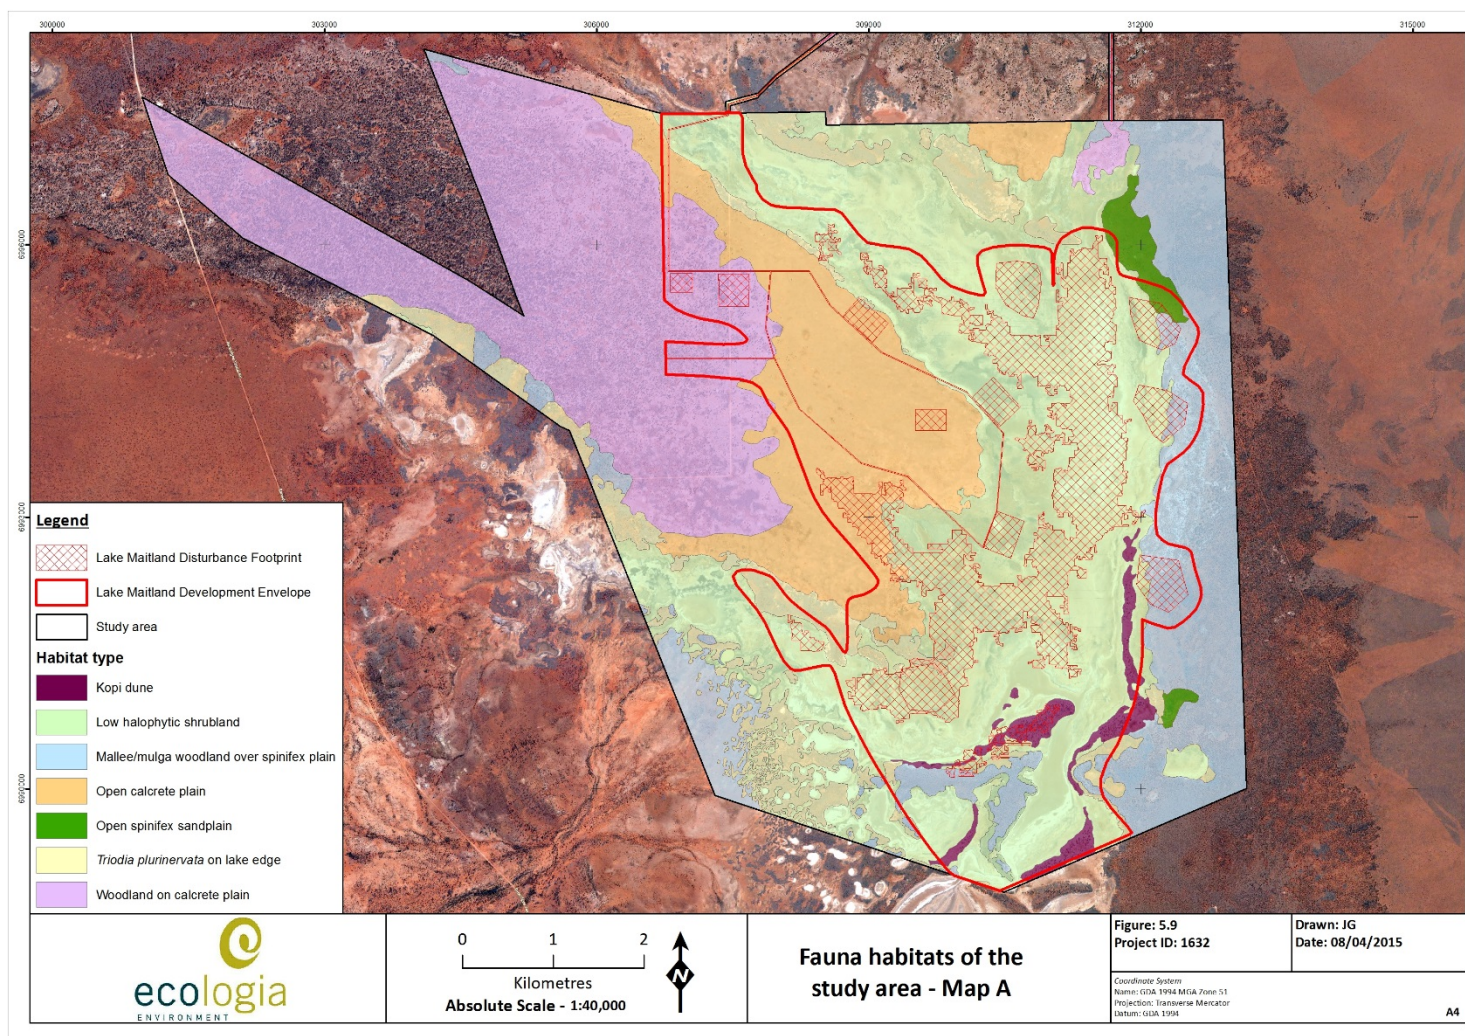 300000 303000 306000 309000 312000 315000
6996000
6993000
6990000
Legend
Lake Maitland Disturbance Footprint
Lake Maitland Development Envelope
Study area
Habitat type
Kopi dune
Low halophytic shrubland
Mallee/mulga woodland over spinifex plain
Open calcrete plain
Open spinifex sandplain
Triodia plurinervata on lake edge
Woodland on calcrete plain
ecologia
ENVIRONMENT
0 1 2
Kilometres
Absolute Scale - 1:40,000
N
Fauna habitats of the
study area - Map A
Figure: 5.9
Project ID: 1632
Drawn: JG
Date: 08/04/2015
Coordinate System
Name: GDA 1994 MGA Zone 51
Projection: Transverse Mercator
Datum: GDA 1994
A4